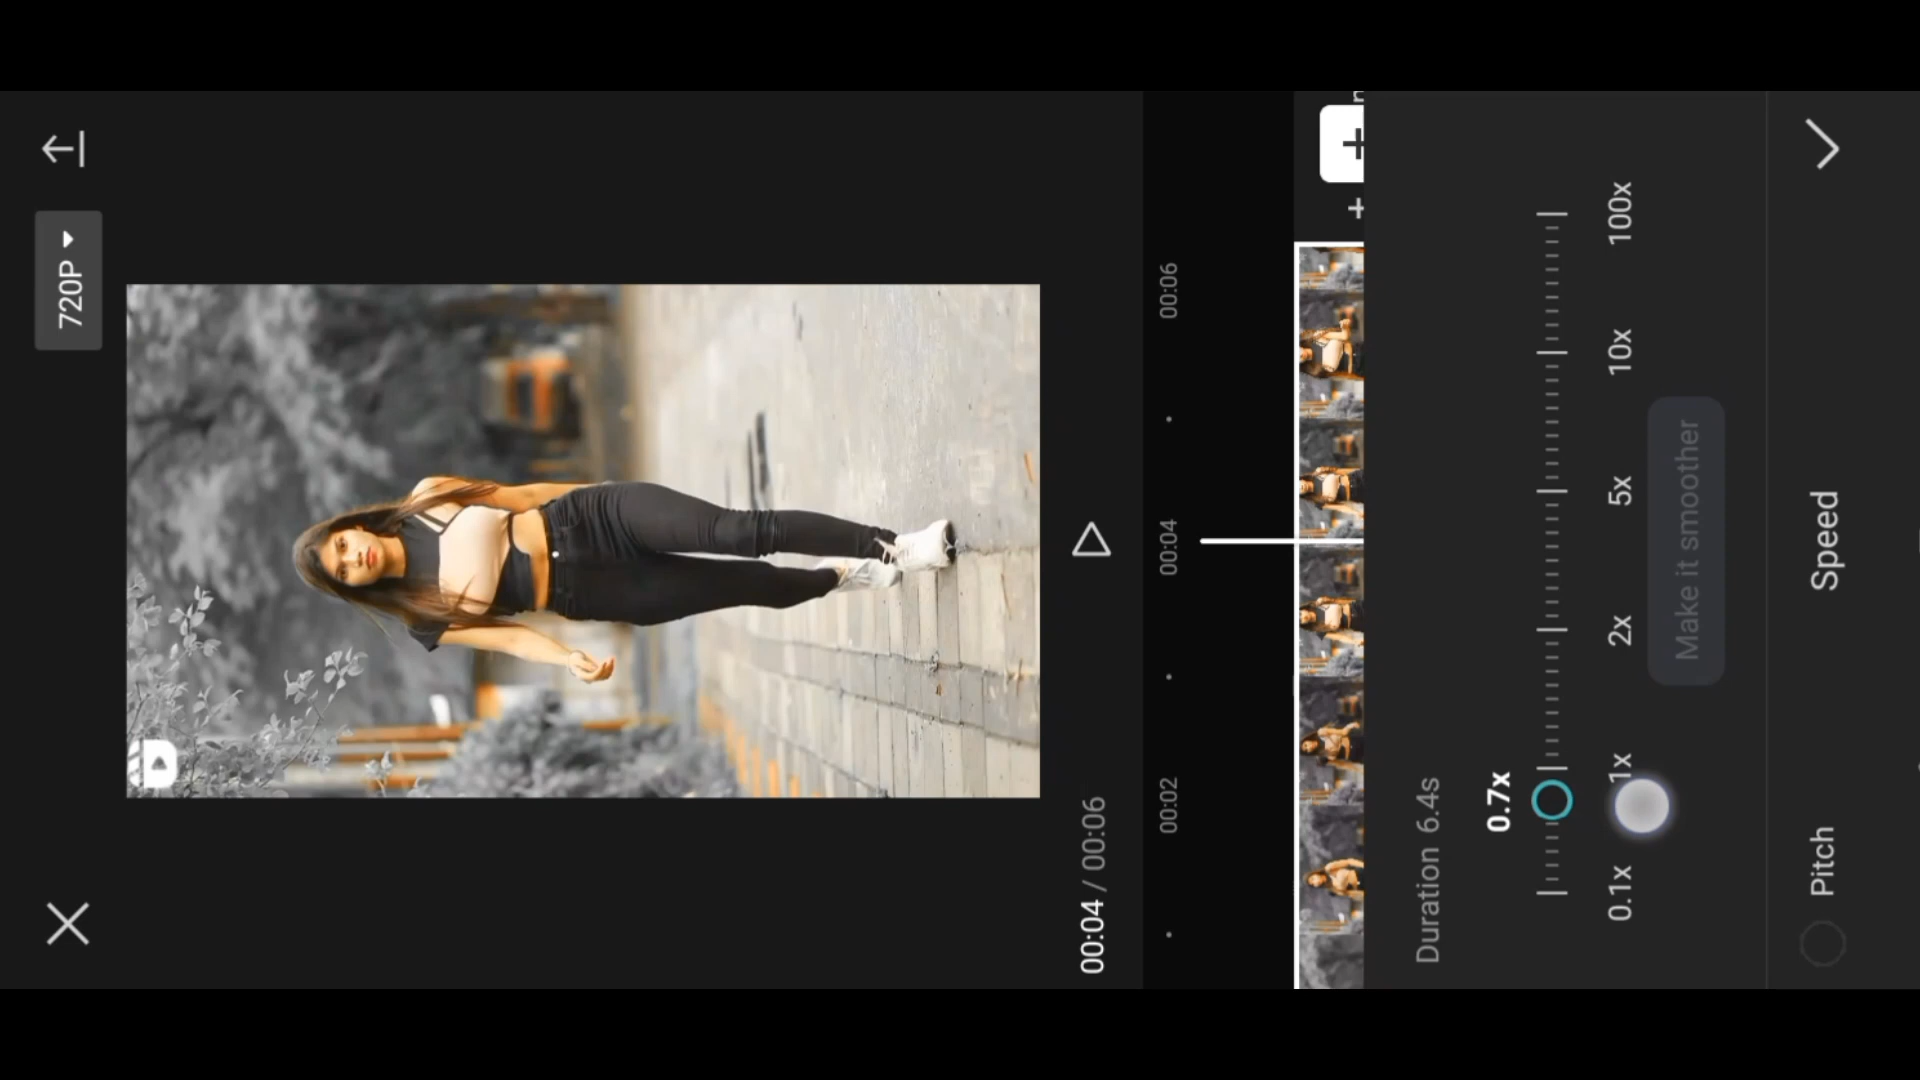 720P
00:04 / 00:06
00:02
00:04
00:06
Duration 6.4s
0.7x
0.1x
1x
2x
5x
10x
100x
Make it smoother
Pitch
Speed